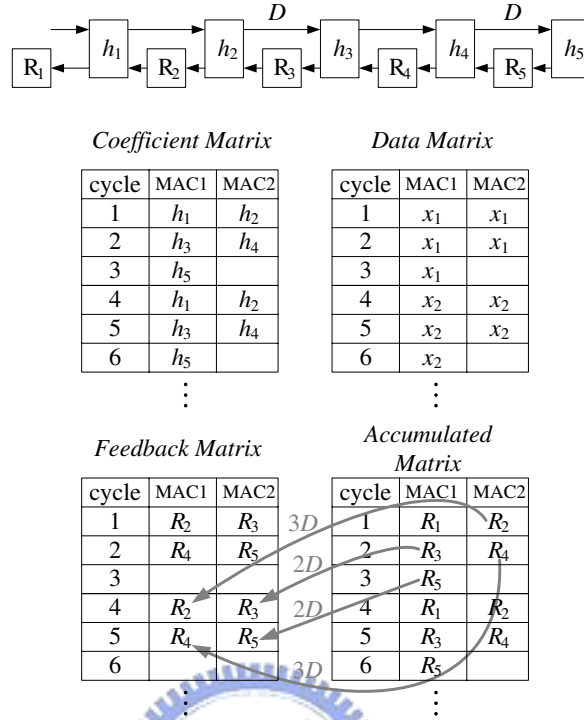 D D
h1 h2 h3 h4 h5
R1 R2 R3 R4 R5
Coefficient Matrix
cycle MAC1 MAC2
1 h1 h2
2 h3 h4
3 h5
4 h1 h2
5 h3 h4
6 h5
⋮
Data Matrix
cycle MAC1 MAC2
1 x1 x1
2 x1 x1
3 x1
4 x2 x2
5 x2 x2
6 x2
⋮
Feedback Matrix
cycle MAC1 MAC2
1 R2 R3
2 R4 R5
3
4 R2 R3
5 R4 R5
6
⋮
3D
2D
2D
3D
Accumulated
Matrix
cycle MAC1 MAC2
1 R1 R2
2 R3 R4
3 R5
4 R1 R2
5 R3 R4
6 R5
⋮